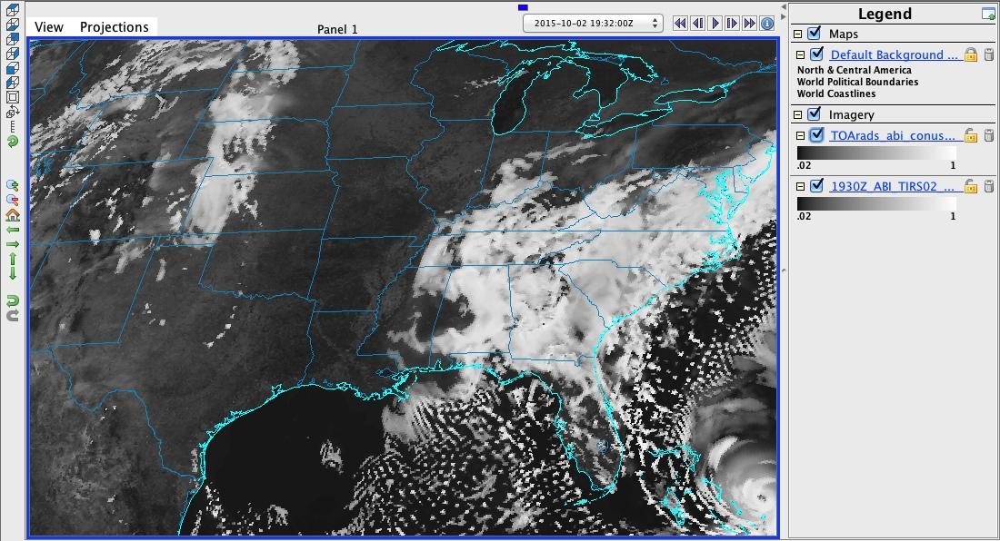 View Projections
Panel 1
2015-10-02 19:32:00Z
Legend
Maps
Default Background ...
North & Central America
World Political Boundaries
World Coastlines
Imagery
TOArads_abi_conus...
.02 1
1930Z_ABI_TIRS02_...
.02 1